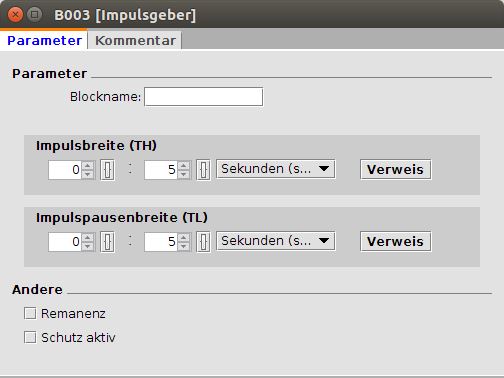 B003 [Impulsgeber]
Parameter Kommentar
Parameter
Blockname:
Impulsbreite (TH)
0 : 5 Sekunden (s... Verweis
Impulspausenbreite (TL)
0 : 5 Sekunden (s... Verweis
Andere
Remanenz
Schutz aktiv